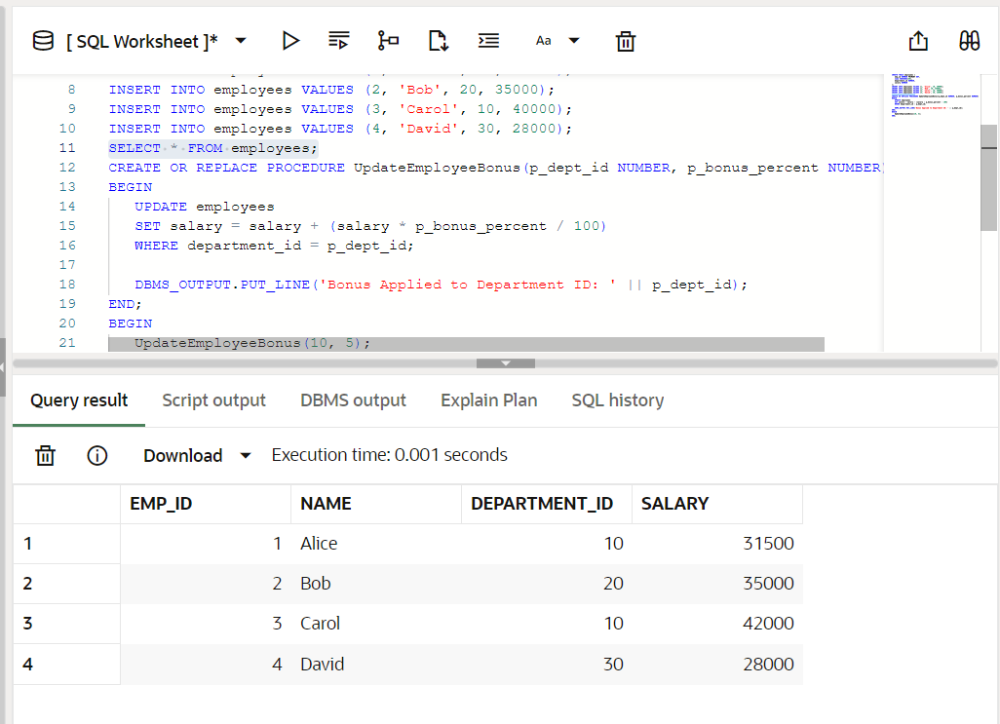 [ SQL Worksheet ]*
Aa
8 INSERT INTO employees VALUES (2, 'Bob', 20, 35000);
9 INSERT INTO employees VALUES (3, 'Carol', 10, 40000);
10 INSERT INTO employees VALUES (4, 'David', 30, 28000);
11 SELECT * FROM employees;
12 CREATE OR REPLACE PROCEDURE UpdateEmployeeBonus(p_dept_id NUMBER, p_bonus_percent NUMBER)
13 BEGIN
14 UPDATE employees
15 SET salary = salary + (salary * p_bonus_percent / 100)
16 WHERE department_id = p_dept_id;
17
18 DBMS_OUTPUT.PUT_LINE('Bonus Applied to Department ID: ' || p_dept_id);
19 END;
20 BEGIN
21 UpdateEmployeeBonus(10, 5);
Query result Script output DBMS output Explain Plan SQL history
Download Execution time: 0.001 seconds
EMP_ID NAME DEPARTMENT_ID SALARY
1 1 Alice 10 31500
2 2 Bob 20 35000
3 3 Carol 10 42000
4 4 David 30 28000